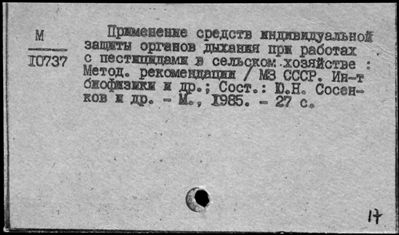 М
10737
Применение средств индивидуальной
защиты органов дыхания при работах
с пестицидами в сельском хозяйстве :
Метод. рекомендации / МЗ СССР. Ин-т
биофизики и др.; Сост.: Ю.Н. Сосен-
ков и др. - М., 1985. - 27 с.
17